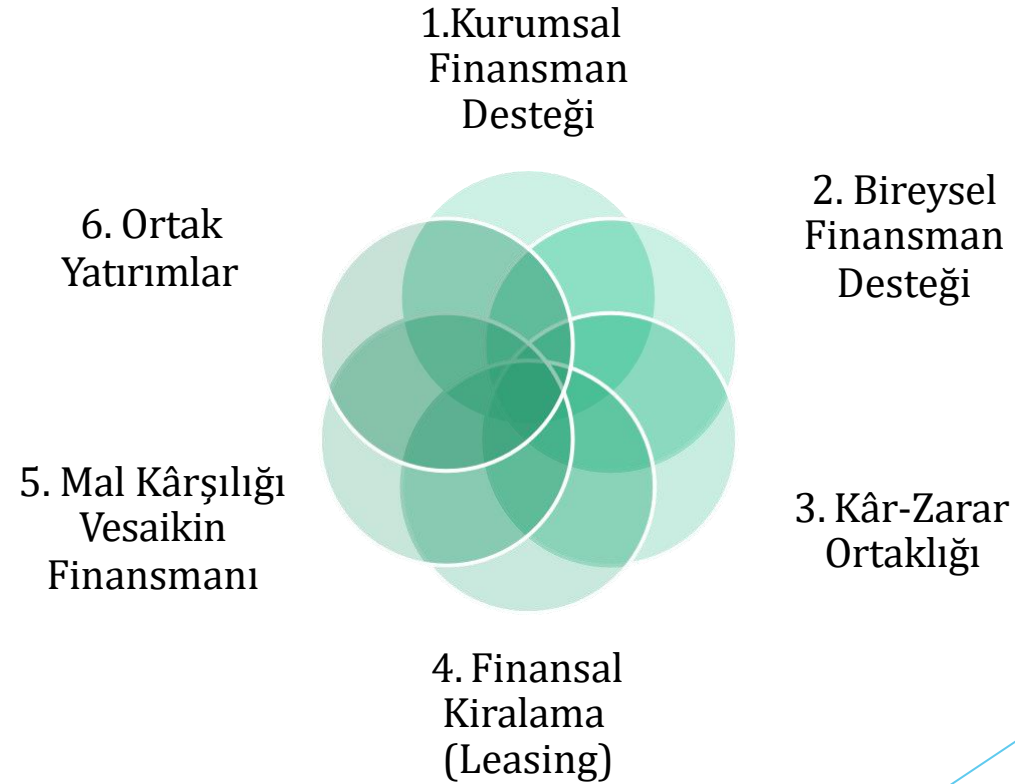 1.Kurumsal
Finansman
Desteği
2. Bireysel
Finansman
Desteği
3. Kâr-Zarar
Ortaklığı
4. Finansal
Kiralama
(Leasing)
5. Mal Kârşılığı
Vesaikin
Finansmanı
6. Ortak
Yatırımlar